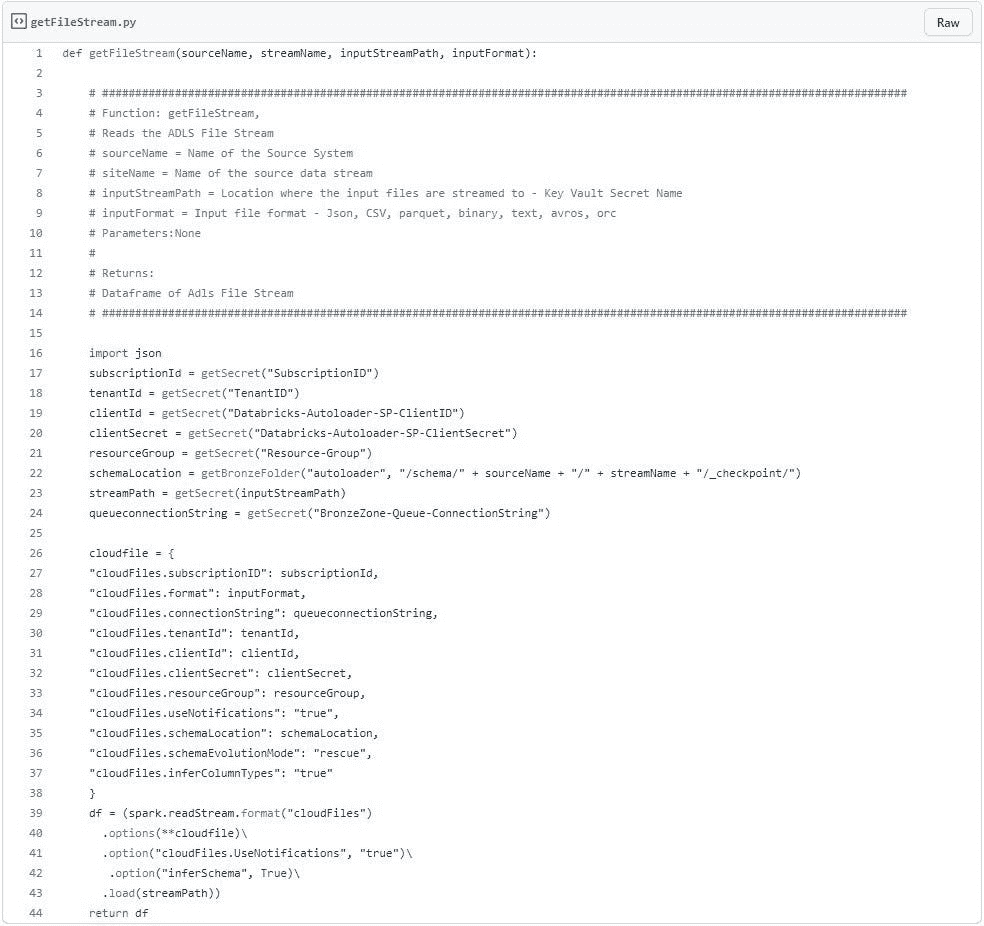 getFileStream.py
Raw
1 def getFileStream(sourceName, streamName, inputStreamPath, inputFormat):
2
3 # ##########################################################################################################################
4 # Function: getFileStream,
5 # Reads the ADLS File Stream
6 # sourceName = Name of the Source System
7 # siteName = Name of the source data stream
8 # inputStreamPath = Location where the input files are streamed to - Key Vault Secret Name
9 # inputFormat = Input file format - Json, CSV, parquet, binary, text, avros, orc
10 # Parameters:None
11 #
12 # Returns:
13 # Dataframe of Adls File Stream
14 # ##########################################################################################################################
15
16 import json
17 subscriptionId = getSecret("SubscriptionID")
18 tenantId = getSecret("TenantID")
19 clientId = getSecret("Databricks-Autoloader-SP-ClientID")
20 clientSecret = getSecret("Databricks-Autoloader-SP-ClientSecret")
21 resourceGroup = getSecret("Resource-Group")
22 schemaLocation = getBronzeFolder("autoloader", "/schema/" + sourceName + "/" + streamName + "/_checkpoint/")
23 streamPath = getSecret(inputStreamPath)
24 queueconnectionString = getSecret("BronzeZone-Queue-ConnectionString")
25
26 cloudfile = {
27 "cloudFiles.subscriptionID": subscriptionId,
28 "cloudFiles.format": inputFormat,
29 "cloudFiles.connectionString": queueconnectionString,
30 "cloudFiles.tenantId": tenantId,
31 "cloudFiles.clientId": clientId,
32 "cloudFiles.clientSecret": clientSecret,
33 "cloudFiles.resourceGroup": resourceGroup,
34 "cloudFiles.useNotifications": "true",
35 "cloudFiles.schemaLocation": schemaLocation,
36 "cloudFiles.schemaEvolutionMode": "rescue",
37 "cloudFiles.inferColumnTypes": "true"
38 }
39 df = (spark.readStream.format("cloudFiles")
40 .options(**cloudfile)\
41 .option("cloudFiles.UseNotifications", "true")\
42 .option("inferSchema", True)\
43 .load(streamPath))
44 return df